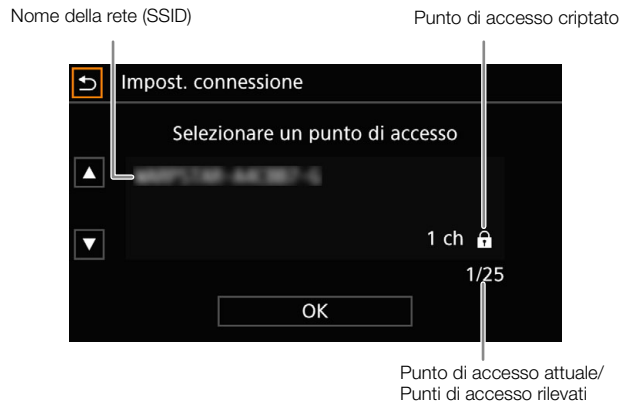 Nome della rete (SSID)
Punto di accesso criptato
Impost. connessione
Selezionare un punto di accesso
1 ch
1/25
OK
Punto di accesso attuale/
Punti di accesso rilevati